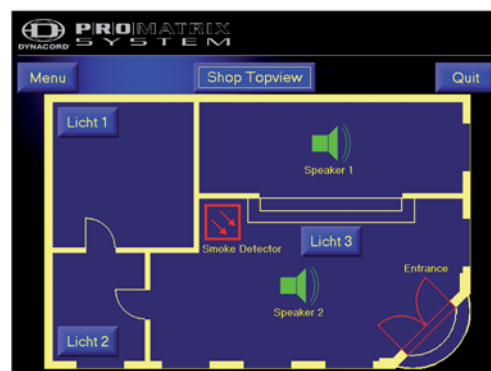 DYNACORD
PROMATRIX
SYSTEM
Menu
Shop Topview
Quit
Licht 1
Speaker 1
Smoke Detector
Licht 3
Entrance
Speaker 2
Licht 2